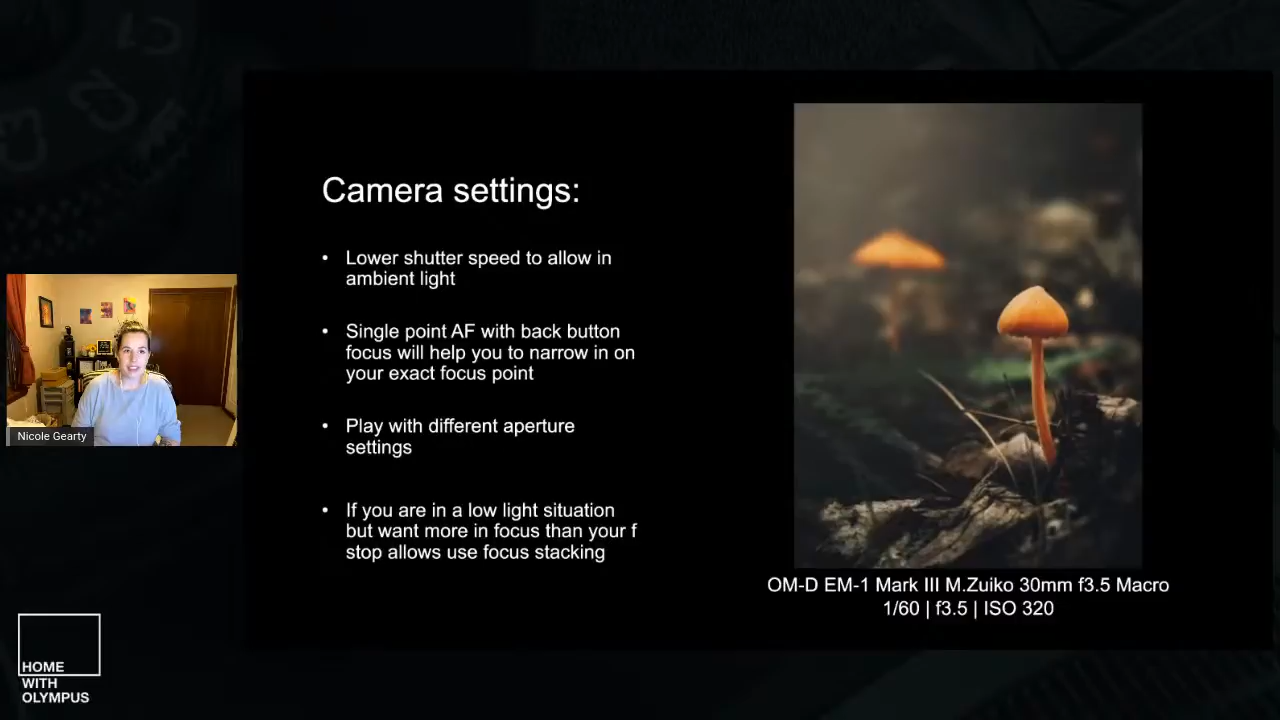 Camera settings:
• Lower shutter speed to allow in
ambient light
• Single point AF with back button
focus will help you to narrow in on
your exact focus point
• Play with different aperture
settings
• If you are in a low light situation
but want more in focus than your f
stop allows use focus stacking
OM-D EM-1 Mark III M.Zuiko 30mm f3.5 Macro
1/60 | f3.5 | ISO 320
Nicole Gearty
HOME
WITH
OLYMPUS